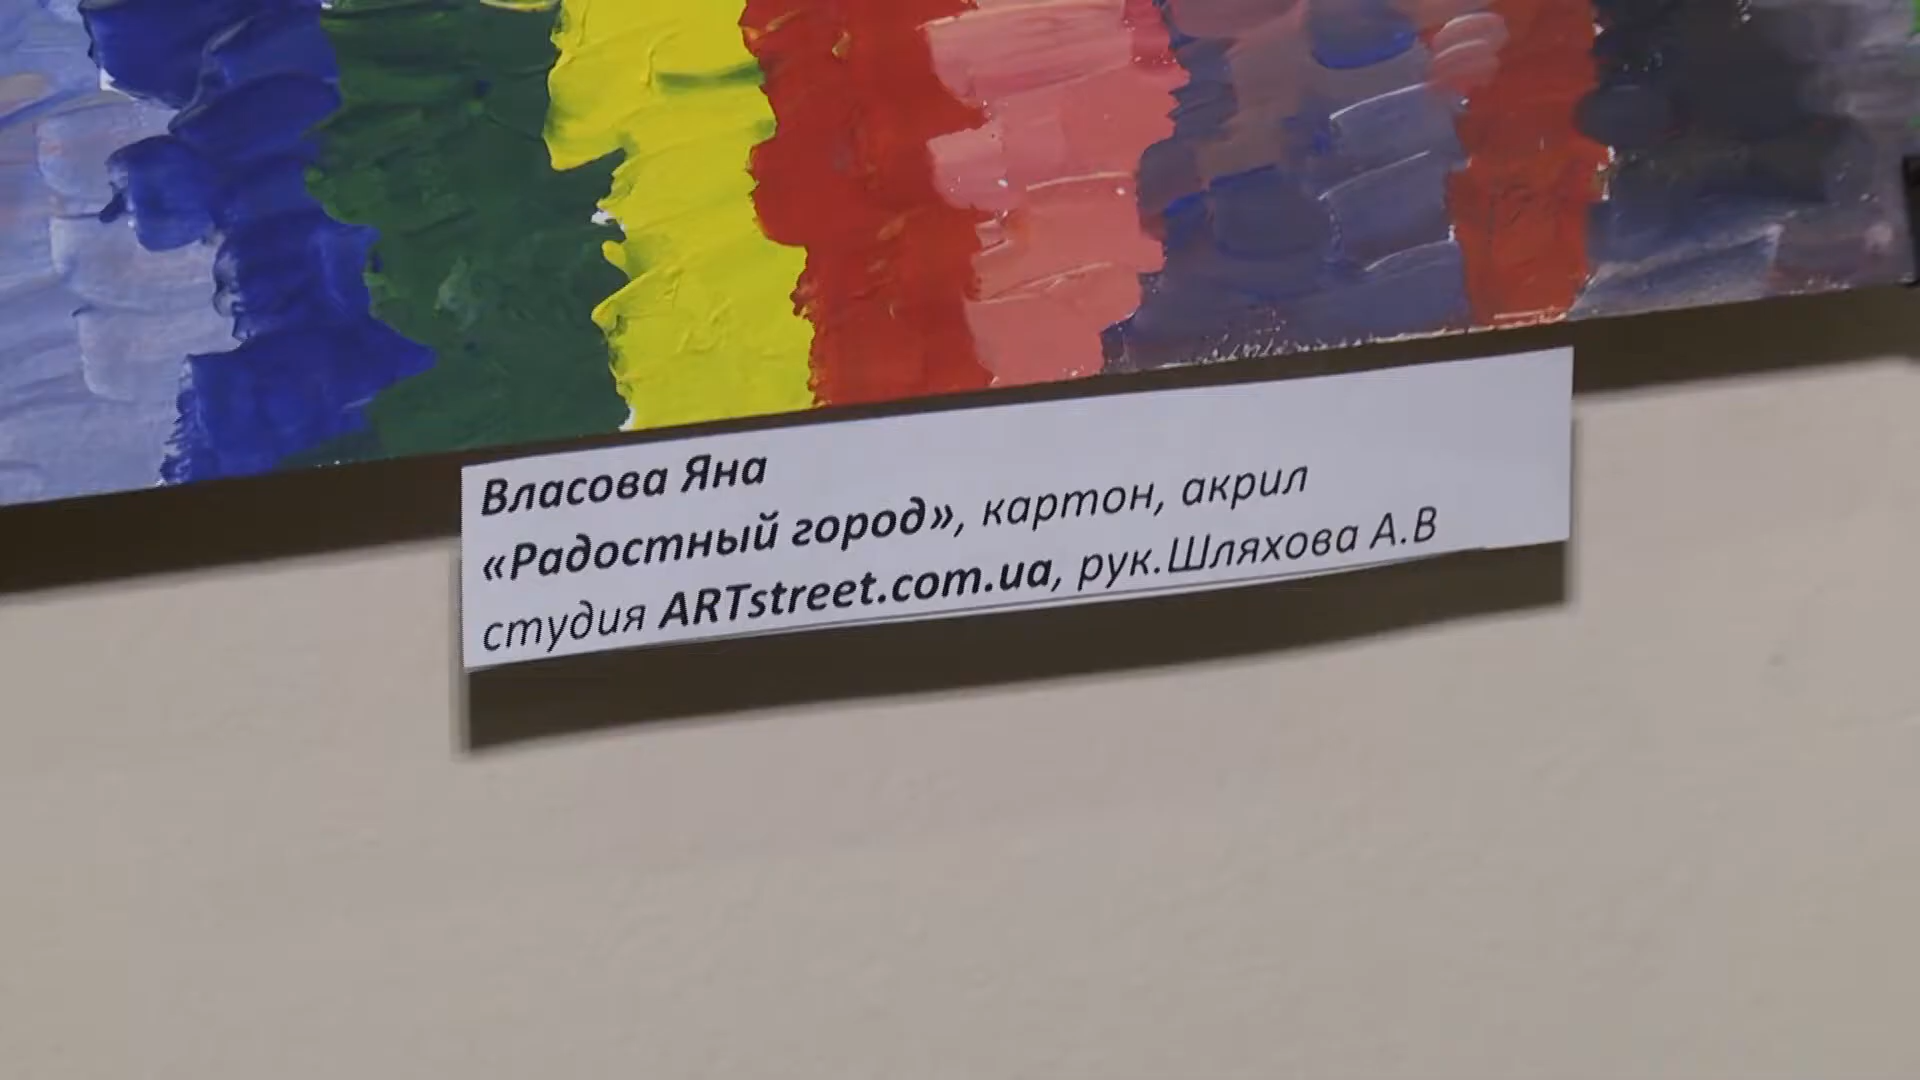 Власова Яна
«Радостный город», картон, акрил
студия ARTstreet.com.ua, рук.Шляхова А.В